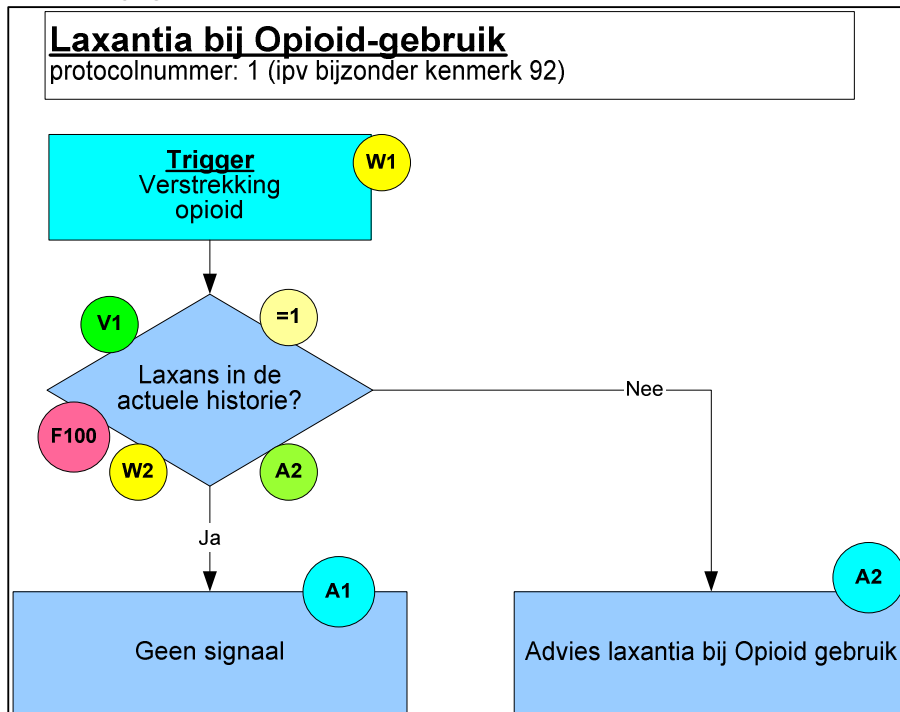 Laxantia bij Opioid-gebruik
protocolnummer: 1 (ipv bijzonder kenmerk 92)
Trigger
Verstrekking
opioid
W1
V1
=1
Laxans in de
actuele historie?
Nee
F100
W2
A2
Ja
A1
A2
Geen signaal
Advies laxantia bij Opioid gebruik